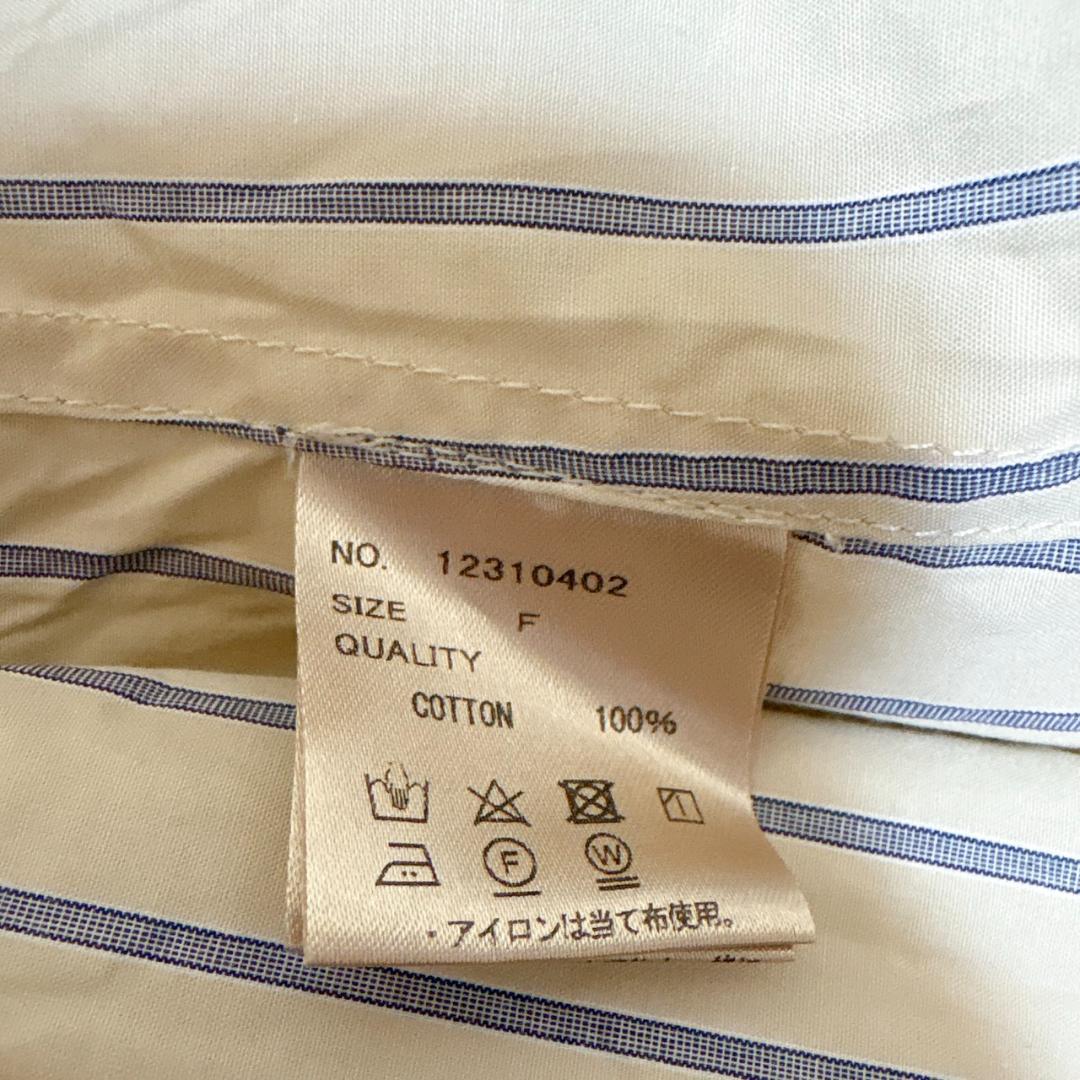 NO. 12310402
SIZE F
QUALITY
COTTON 100%
F W
・アイロンは当て布使用。